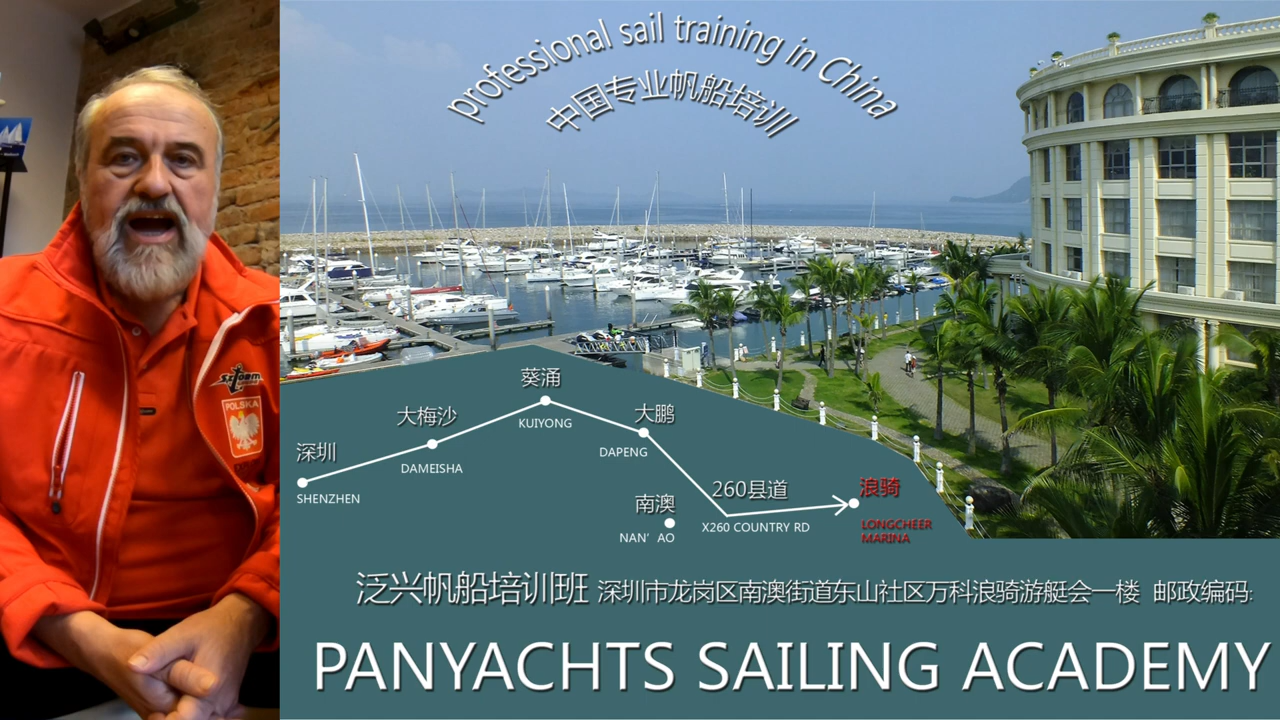 professional sail training in China
中国专业帆船培训
葵涌
KUIYONG
大梅沙
DAMEISHA
大鹏
DAPENG
深圳
SHENZHEN
260县道
X260 COUNTRY RD
浪骑
LONGCHEER
MARINA
南澳
NAN' AO
POLSKA
泛兴帆船培训班 深圳市龙岗区南澳街道东山社区万科浪骑游艇会一楼 邮政编码:
PANYACHTS SAILING ACADEMY